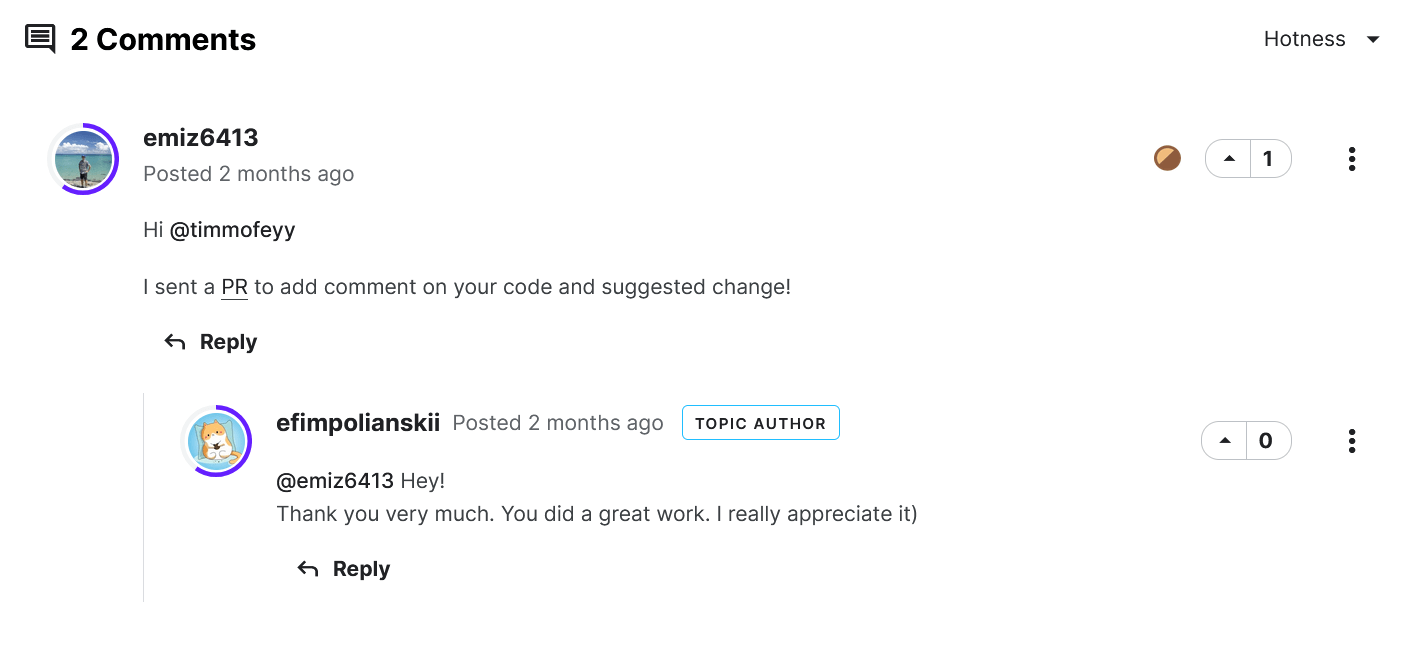 2 Comments
Hotness
emiz6413
Posted 2 months ago
1
Hi @timmofeyy
I sent a PR to add comment on your code and suggested change!
Reply
efimpolianskii Posted 2 months ago TOPIC AUTHOR
0
@emiz6413 Hey!
Thank you very much. You did a great work. I really appreciate it)
Reply